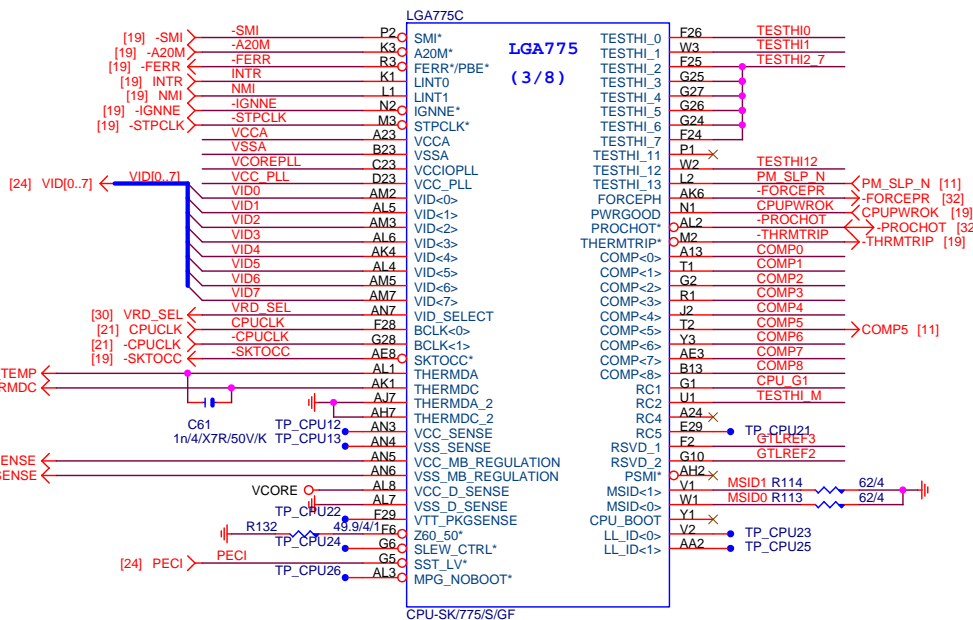 LGA775C
LGA775
(3/8)
[19] -SMI -SMI P2 SMI* TESTHI_0 F26 TESTHI0
[19] -A20M -A20M K3 A20M* TESTHI_1 W3 TESTHI1
[19] -FERR -FERR R3 FERR*/PBE* TESTHI_2 F25 TESTHI2_7
[19] INTR INTR K1 LINT0 TESTHI_3 G25
[19] NMI NMI L1 LINT1 TESTHI_4 G27
[19] -IGNNE -IGNNE N2 IGNNE* TESTHI_5 G26
[19] -STPCLK -STPCLK M3 STPCLK* TESTHI_6 G24
VCCA A23 VCCA TESTHI_7 F24
VSSA B23 VSSA TESTHI_11 P1
VCOREPLL C23 VCCIOPLL TESTHI_12 W2 TESTHI12
[24] VID[0..7] VID[0..7] VCC_PLL D23 VCC_PLL TESTHI_13 L2 PM_SLP_N PM_SLP_N [11]
VID0 AM2 VID<0> FORCEPH AK6 -FORCEPR -FORCEPR [32]
VID1 AL5 VID<1> PWRGOOD N1 CPUPWROK CPUPWROK [19]
VID2 AM3 VID<2> PROCHOT* AL2 -PROCHOT -PROCHOT [32
VID3 AL6 VID<3> THERMTRIP* M2 -THRMTRIP -THRMTRIP [19]
VID4 AK4 VID<4> COMP<0> A13 COMP0
VID5 AL4 VID<5> COMP<1> T1 COMP1
VID6 AM5 VID<6> COMP<2> G2 COMP2
VID7 AM7 VID<7> COMP<3> R1 COMP3
[30] VRD_SEL VRD_SEL AN7 VID_SELECT COMP<4> J2 COMP4
[21] CPUCLK CPUCLK F28 BCLK<0> COMP<5> T2 COMP5 COMP5 [11]
[21] -CPUCLK -CPUCLK G28 BCLK<1> COMP<6> Y3 COMP6
[19] -SKTOCC -SKTOCC AE8 SKTOCC* COMP<7> AE3 COMP7
_TEMP AL1 THERMDA COMP<8> B13 COMP8
RMDC AK1 THERMDC RC1 G1 CPU_G1
AJ7 THERMDA_2 RC2 U1 TESTHI_M
C61
1n/4/X7R/50V/K
AH7 THERMDC_2 RC4 A24
TP_CPU12 AN3 VCC_SENSE RC5 E29 TP_CPU21
TP_CPU13 AN4 VSS_SENSE RSVD_1 F2 GTLREF3
ENSE AN5 VCC_MB_REGULATION RSVD_2 G10 GTLREF2
SENSE AN6 VSS_MB_REGULATION PSMI* AH2
VCORE AL8 VCC_D_SENSE MSID<1> V1 MSID1 R114 62/4
AL7 VSS_D_SENSE MSID<0> W1 MSID0 R113 62/4
TP_CPU22 F29 VTT_PKGSENSE CPU_BOOT Y1
R132 49.9/4/1 F6 Z60_50* LL_ID<0> V2 TP_CPU23
TP_CPU24 G6 SLEW_CTRL* LL_ID<1> AA2 TP_CPU25
[24] PECI PECI G5 SST_LV*
TP_CPU26 AL3 MPG_NOBOOT*
CPU-SK/775/S/GF